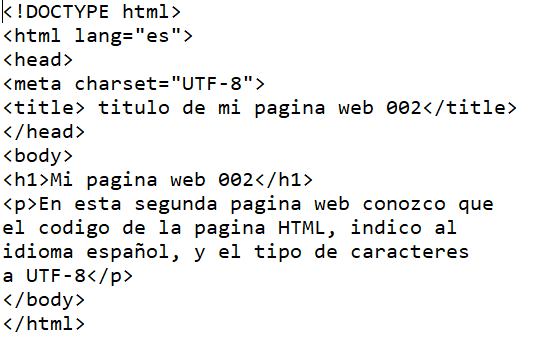 <!DOCTYPE html>
<html lang="es">
<head>
<meta charset="UTF-8">
<title> titulo de mi pagina web 002</title>
</head>
<body>
<h1>Mi pagina web 002</h1>
<p>En esta segunda pagina web conozco que
el codigo de la pagina HTML, indico al
idioma español, y el tipo de caracteres
a UTF-8</p>
</body>
</html>